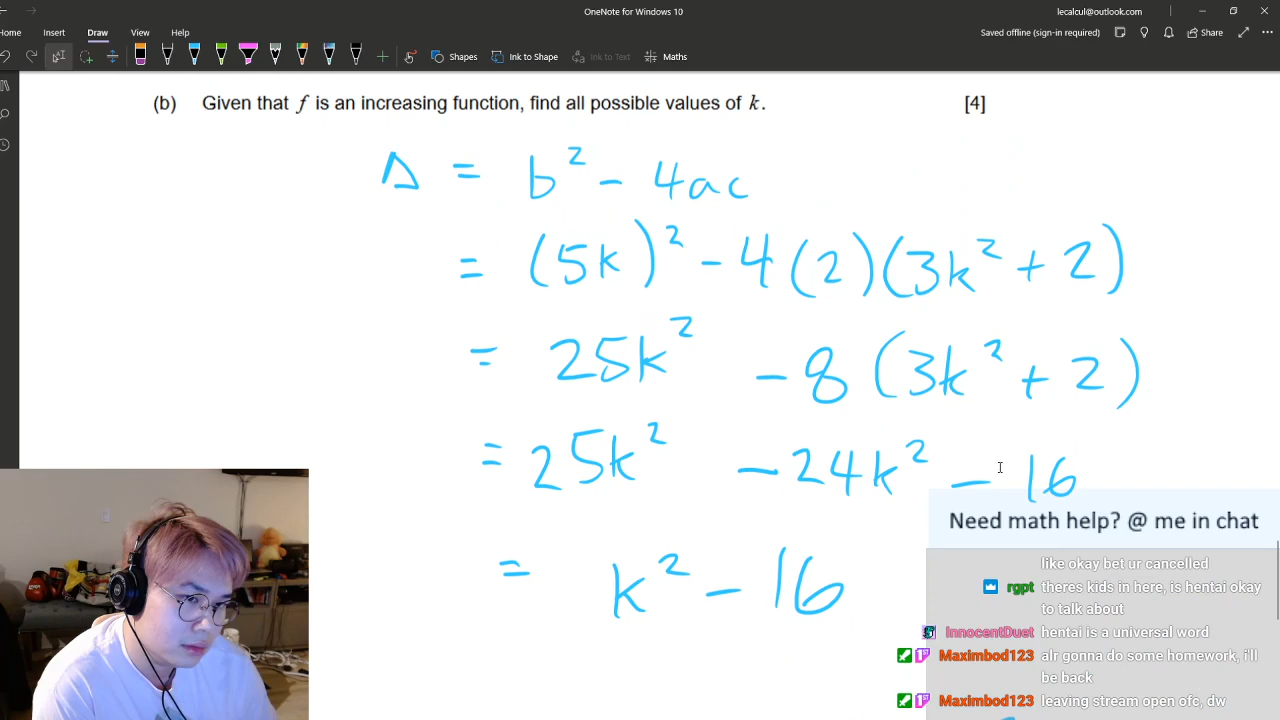 OneNote for Windows 10
lecalcul@outlook.com
Home Insert Draw View Help
Saved offline (sign-in required)
Share
Shapes
Ink to Shape
Ink to Text
Maths
(b) Given that f is an increasing function, find all possible values of k. [4]
Δ = b² - 4ac
= (5k)² - 4(2)(3k² + 2)
= 25k² - 8(3k² + 2)
= 25k² - 24k² - 16
= k² - 16
Need math help? @ me in chat
like okay bet ur cancelled
rgpt theres kids in here, is hentai okay
to talk about
InnocentDuet hentai is a universal word
Maximbod123 alr gonna do some homework, i'll
be back
Maximbod123 leaving stream open ofc, dw